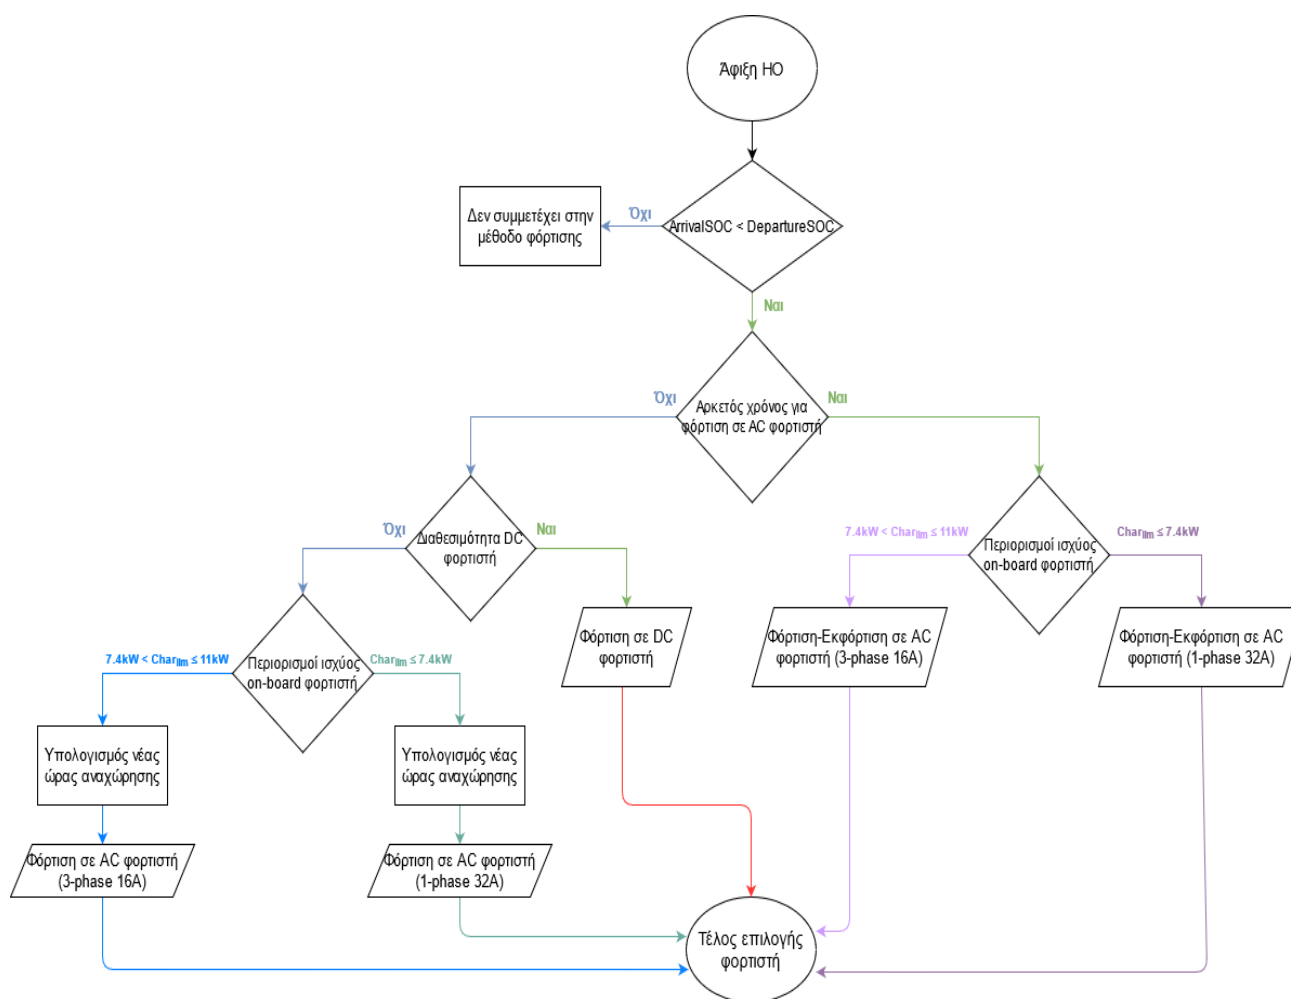 Άφιξη ΗΟ
ArrivalSOC < DepartureSOC
Όχι
Δεν συμμετέχει στην
μέθοδο φόρτισης
Ναι
Αρκετός χρόνος για
φόρτιση σε AC φορτιστή
Όχι
Ναι
Διαθεσιμότητα DC
φορτιστή
Όχι
Ναι
Περιορισμοί ισχύος
on-board φορτιστή
7.4kW < Charlim ≤ 11kW
Charlim ≤ 7.4kW
Φόρτιση σε DC
φορτιστή
Φόρτιση-Εκφόρτιση σε AC
φορτιστή (3-phase 16A)
Φόρτιση-Εκφόρτιση σε AC
φορτιστή (1-phase 32A)
Περιορισμοί ισχύος
on-board φορτιστή
7.4kW < Charlim ≤ 11kW
Charlim ≤ 7.4kW
Υπολογισμός νέας
ώρας αναχώρησης
Υπολογισμός νέας
ώρας αναχώρησης
Φόρτιση σε AC φορτιστή
(3-phase 16A)
Φόρτιση σε AC φορτιστή
(1-phase 32A)
Τέλος επιλογής
φορτιστή